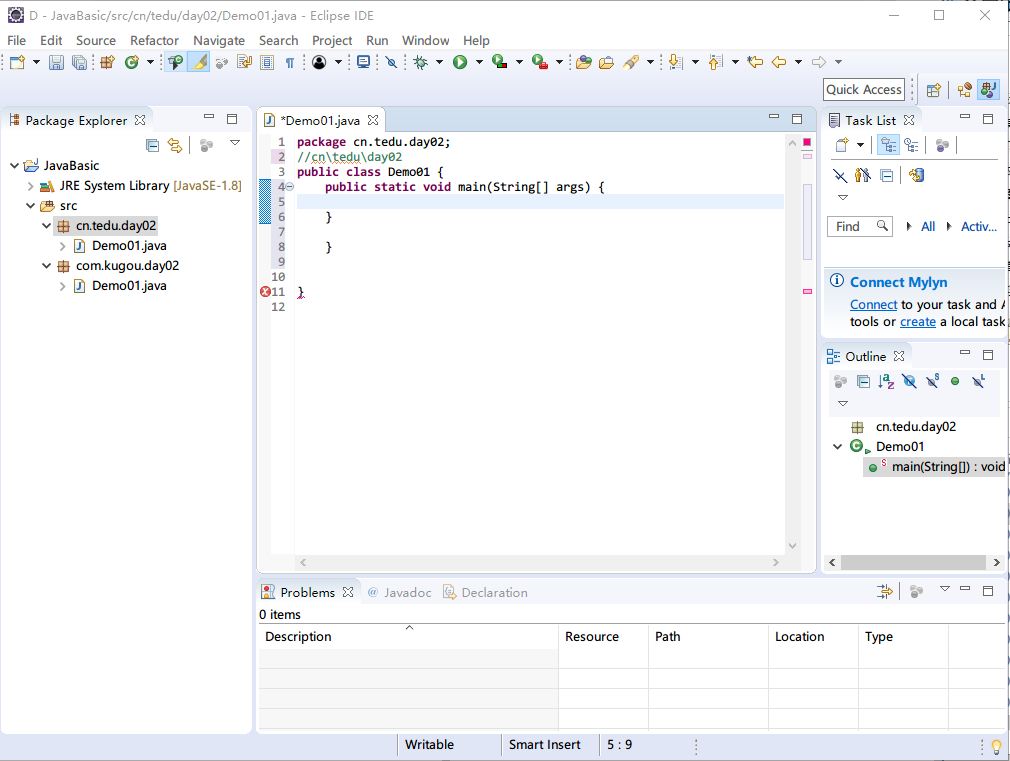 D - JavaBasic/src/cn/tedu/day02/Demo01.java - Eclipse IDE
File Edit Source Refactor Navigate Search Project Run Window Help
Quick Access
Package Explorer
JavaBasic
JRE System Library [JavaSE-1.8]
src
cn.tedu.day02
Demo01.java
com.kugou.day02
Demo01.java
*Demo01.java
1 package cn.tedu.day02;
2 //cn\tedu\day02
3 public class Demo01 {
4 public static void main(String[] args) {
5
6 }
7
8 }
9
10
11 }
12
Task List
Find All Activ...
Connect Mylyn
Connect to your task and A
tools or create a local task
Outline
cn.tedu.day02
Demo01
main(String[]) : void
Problems @ Javadoc Declaration
0 items
Description Resource Path Location Type
Writable Smart Insert 5 : 9